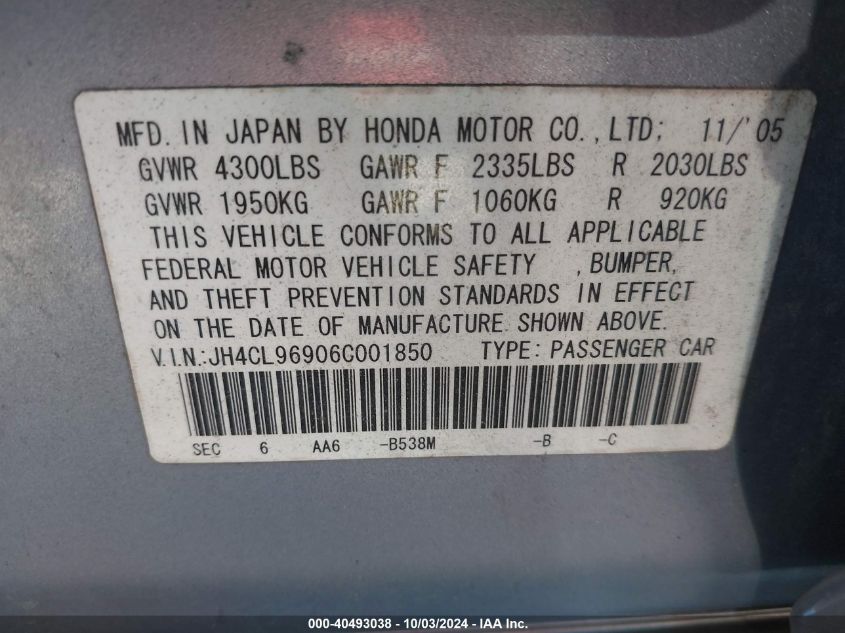 MFD. IN JAPAN BY HONDA MOTOR CO., LTD; 11/'05
GVWR 4300LBS GAWR F 2335LBS R 2030LBS
GVWR 1950KG GAWR F 1060KG R 920KG
THIS VEHICLE CONFORMS TO ALL APPLICABLE
FEDERAL MOTOR VEHICLE SAFETY , BUMPER,
AND THEFT PREVENTION STANDARDS IN EFFECT
ON THE DATE OF MANUFACTURE SHOWN ABOVE.
V.I.N.:JH4CL96906C001850 TYPE: PASSENGER CAR
SEC 6 AA6 -B538M -B -C
000-40493038 - 10/03/2024 - IAA Inc.